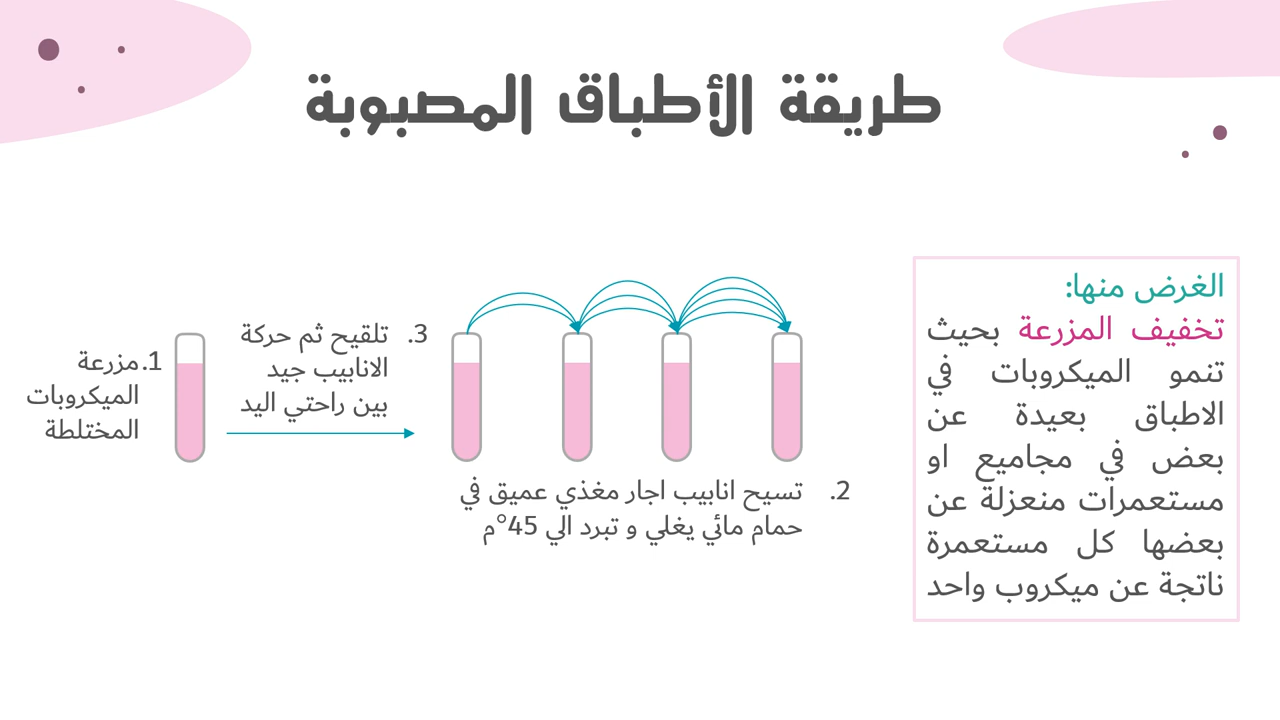 طريقة الأطباق المصبوبة
الغرض منها:
تخفيف المزرعة بحيث
تنمو الميكروبات في
الاطباق بعيدة عن
بعض في مجاميع او
مستعمرات منعزلة عن
بعضها كل مستعمرة
ناتجة عن ميكروب واحد
1. مزرعة
الميكروبات
المختلطة
2. تسيح انابيب اجار مغذي عميق في
حمام مائي يغلي و تبرد الي 45°م
3. تلقيح ثم حركة
الانابيب جيد
بين راحتي اليد